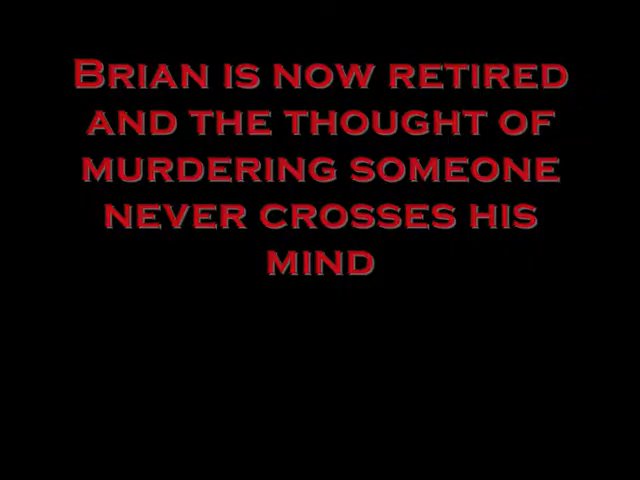 Brian is now retired
and the thought of
murdering someone
never crosses his
mind